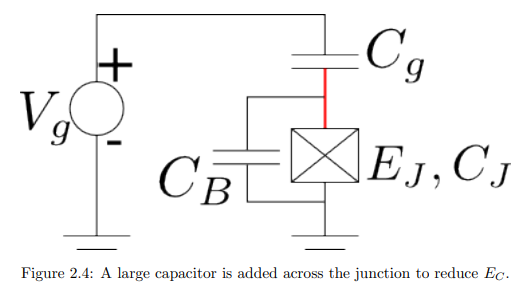 +
C_g
V_g
-
C_B
E_J, C_J
Figure 2.4: A large capacitor is added across the junction to reduce E_C.